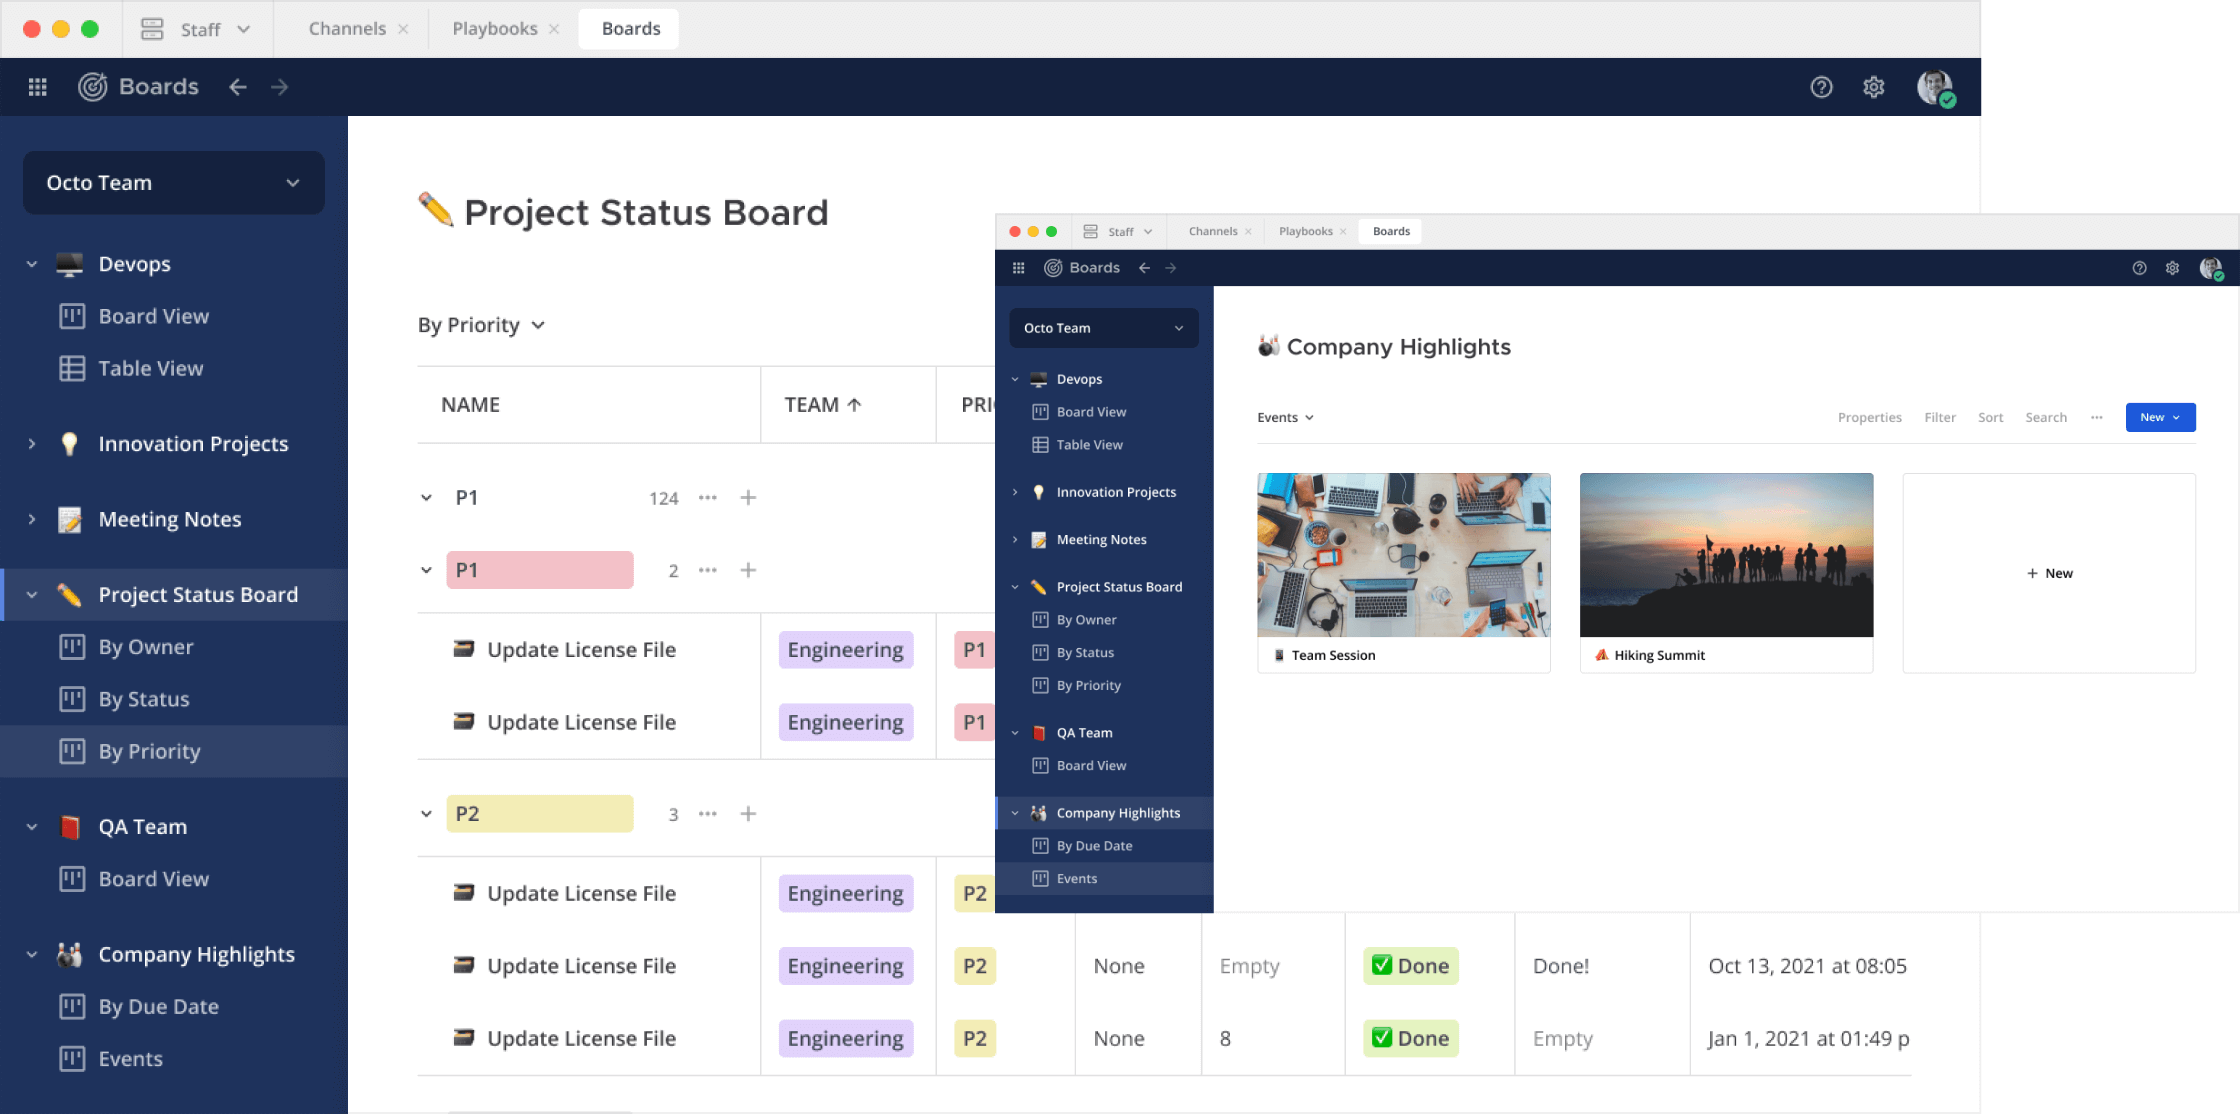 Staff
Channels
Playbooks
Boards
Boards
Octo Team
Devops
Board View
Table View
Innovation Projects
Meeting Notes
Project Status Board
By Owner
By Status
By Priority
QA Team
Board View
Company Highlights
By Due Date
Events
Project Status Board
By Priority
NAME TEAM PRI
P1 124
P1 2
Update License File Engineering P1
Update License File Engineering P1
P2 3
Update License File Engineering P2
Update License File Engineering P2 None Empty Done Done! Oct 13, 2021 at 08:05
Update License File Engineering P2 None 8 Done Empty Jan 1, 2021 at 01:49 p
Staff
Channels
Playbooks
Boards
Boards
Octo Team
Devops
Board View
Table View
Innovation Projects
Meeting Notes
Project Status Board
By Owner
By Status
By Priority
QA Team
Board View
Company Highlights
By Due Date
Events
Company Highlights
Events Properties Filter Sort Search New
Team Session
Hiking Summit
+ New